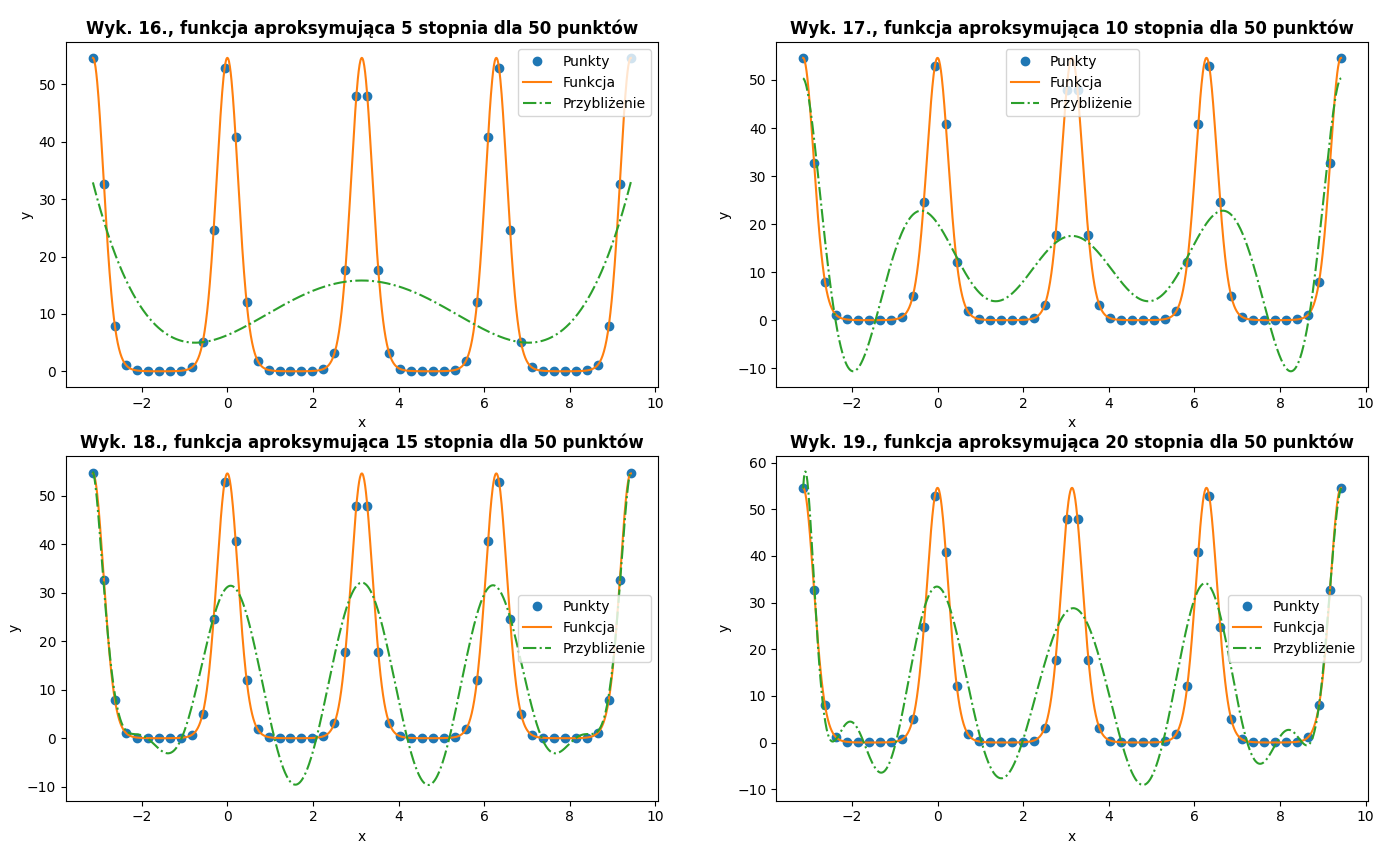 Wyk. 16., funkcja aproksymująca 5 stopnia dla 50 punktów
50
40
30
20
10
0
y
Punkty
Funkcja
Przybliżenie
−2
0
2
4
6
8
10
x
Wyk. 17., funkcja aproksymująca 10 stopnia dla 50 punktów
50
40
30
20
10
0
−10
y
Punkty
Funkcja
Przybliżenie
−2
0
2
4
6
8
10
x
Wyk. 18., funkcja aproksymująca 15 stopnia dla 50 punktów
50
40
30
20
10
0
−10
y
Punkty
Funkcja
Przybliżenie
−2
0
2
4
6
8
10
x
Wyk. 19., funkcja aproksymująca 20 stopnia dla 50 punktów
60
50
40
30
20
10
0
−10
y
Punkty
Funkcja
Przybliżenie
−2
0
2
4
6
8
10
x